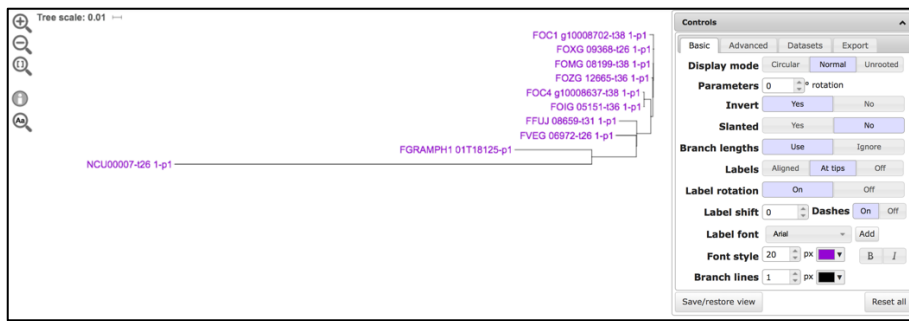 Tree scale: 0.01
FOC1 g10008702-t38 1-p1
FOXG 09368-t26 1-p1
FOMG 08199-t38 1-p1
FOZG 12665-t36 1-p1
FOC4 g10008637-t38 1-p1
FOIG 05151-t36 1-p1
FFUJ 08659-t31 1-p1
FVEG 06972-t26 1-p1
FGRAMPH1 01T18125-p1
NCU00007-t26 1-p1
Aa
Controls
Basic Advanced Datasets Export
Display mode Circular Normal Unrooted
Parameters 0 ° rotation
Invert Yes No
Slanted Yes No
Branch lengths Use Ignore
Labels Aligned At tips Off
Label rotation On Off
Label shift 0 Dashes On Off
Label font Arial Add
Font style 20 px B I
Branch lines 1 px
Save/restore view Reset all